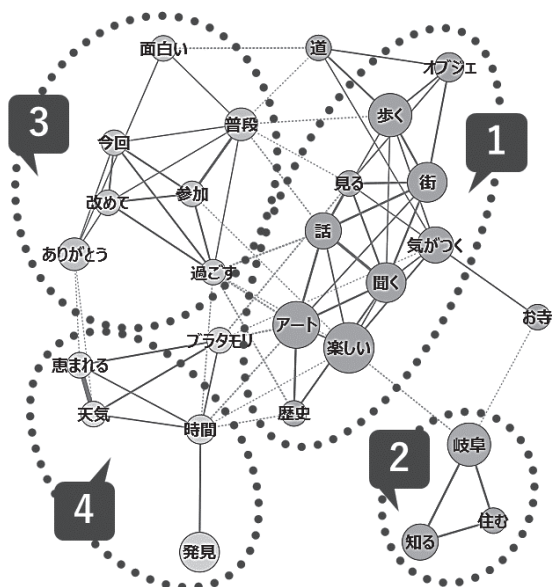 面白い
道
オブジェ
歩く
普段
3
今回
1
見る
街
参加
改めて
話
気がつく
ありがとう
過ごす
聞く
アート
お寺
ブラタモリ
楽しい
恵まれる
天気
歴史
時間
岐阜
2
4
住む
知る
発見